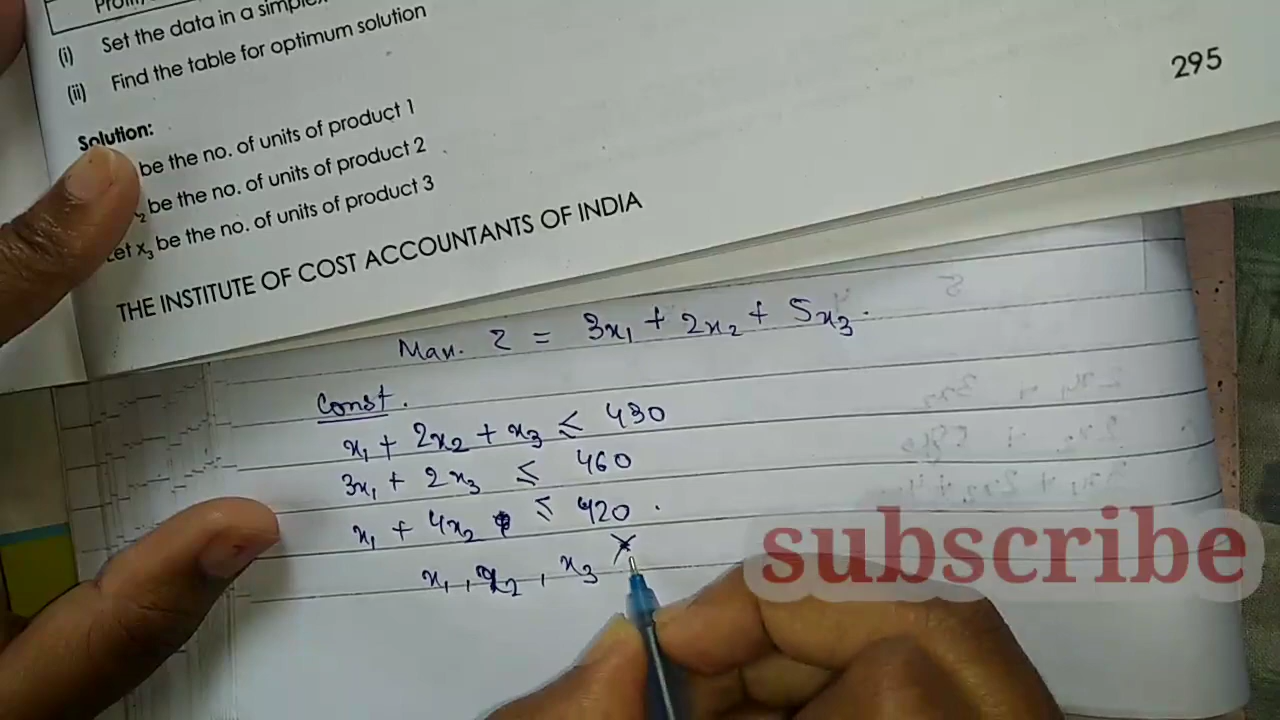 (i) Set the data in a simplex
(ii) Find the table for optimum solution
295
Solution:
be the no. of units of product 1
2 be the no. of units of product 2
Let x3 be the no. of units of product 3
THE INSTITUTE OF COST ACCOUNTANTS OF INDIA
Max. Z = 3x1 + 2x2 + 5x3.
Const.
x1 + 2x2 + x3 ≤ 430
3x1 + 2x3 ≤ 460
x1 + 4x2 ≤ 420.
x1, x2, x3
subscribe